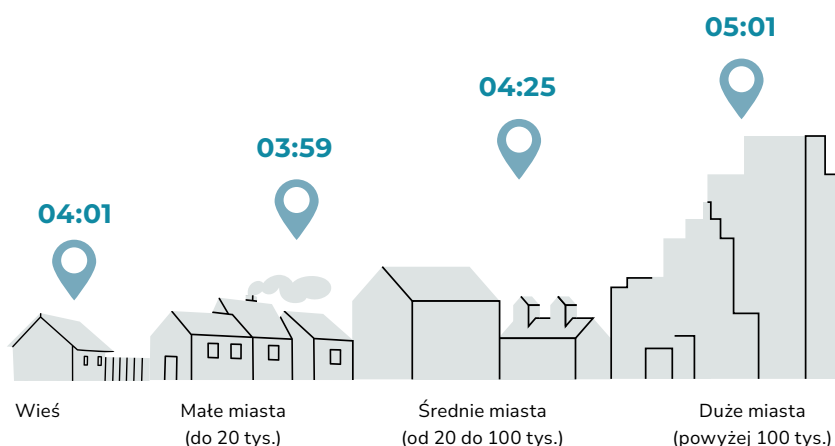 05:01
04:25
03:59
04:01
Wieś
Małe miasta
(do 20 tys.)
Średnie miasta
(od 20 do 100 tys.)
Duże miasta
(powyżej 100 tys.)